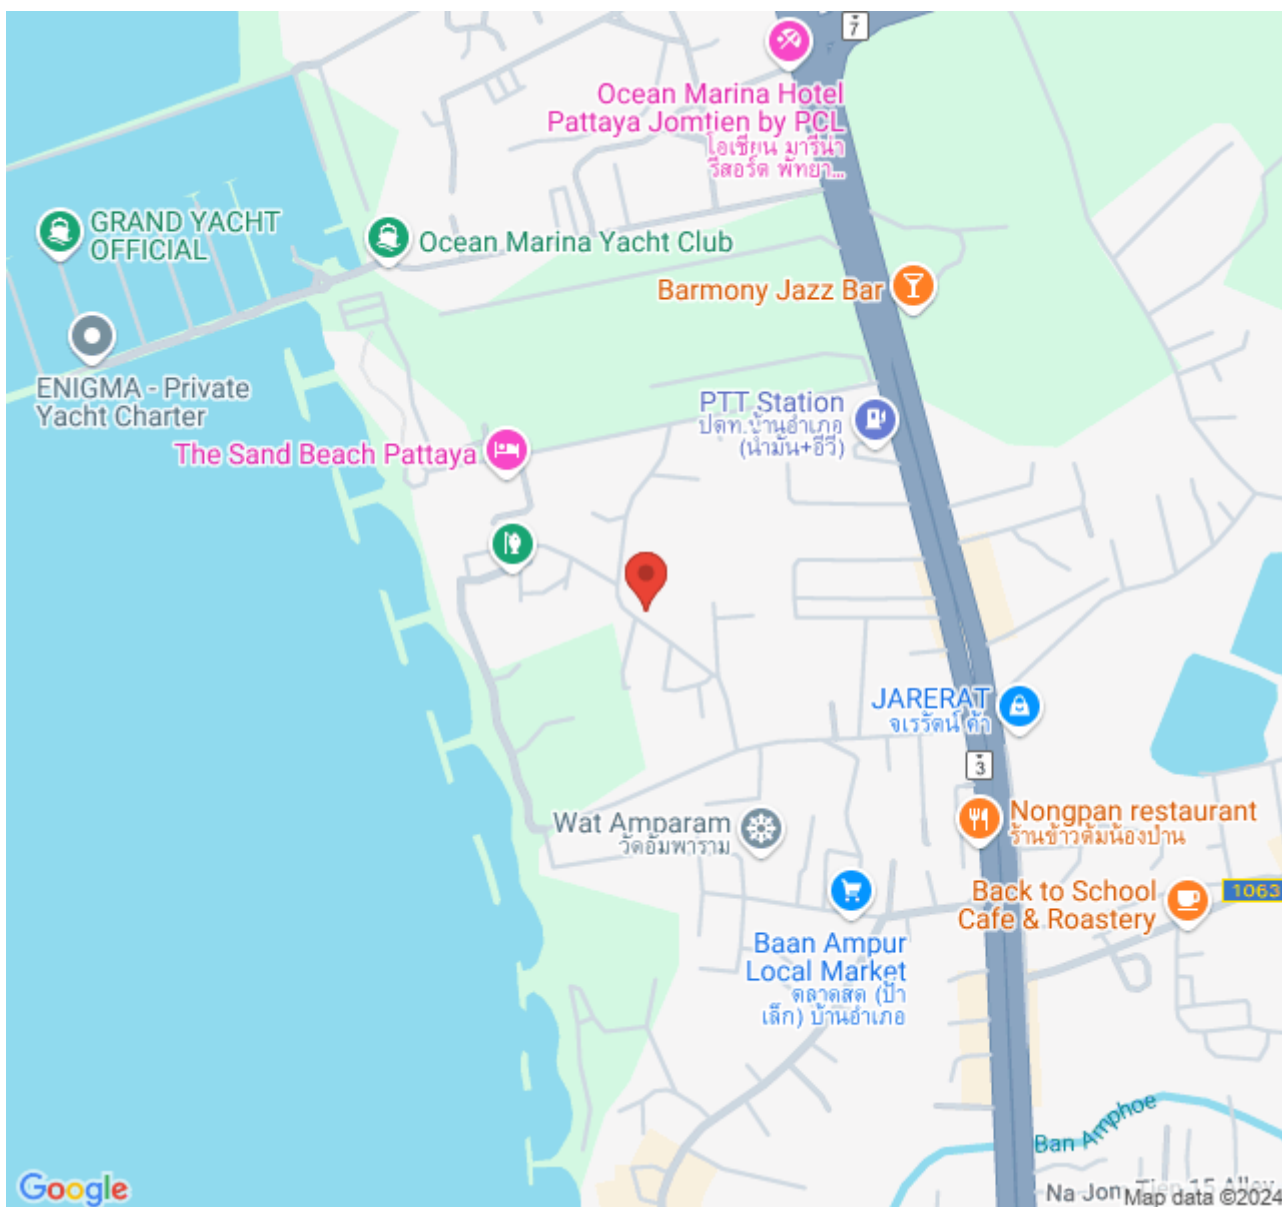 7
Ocean Marina Hotel
Pattaya Jomtien by PCL
โอเชี่ยน มารีน่า
รีสอร์ต พัทยา...
GRAND YACHT
OFFICIAL
Ocean Marina Yacht Club
Barmony Jazz Bar
ENIGMA - Private
Yacht Charter
PTT Station
ปตท.บ้านอำเภอ
(น้ำมัน+อีวี)
The Sand Beach Pattaya
JARERAT
จเรรัตน์ ค้า
3
Wat Amparam
วัดอัมพาราม
Nongpan restaurant
ร้านข้าวต้มน้องป่าน
Back to School
Cafe & Roastery
1063
Baan Ampur
Local Market
ตลาดสด (ป้า
เล็ก) บ้านอำเภอ
Ban Amphoe
Google
Na Jom Tien 15 Alley
Map data ©2024